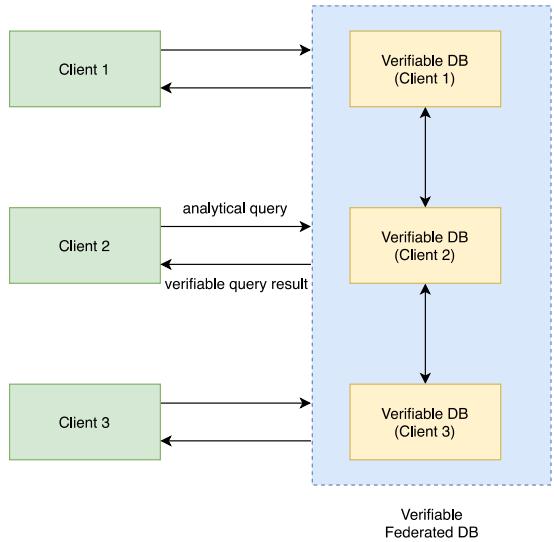 Client 1
Verifiable DB
(Client 1)
analytical query
Client 2
Verifiable DB
(Client 2)
verifiable query result
Client 3
Verifiable DB
(Client 3)
Verifiable
Federated DB